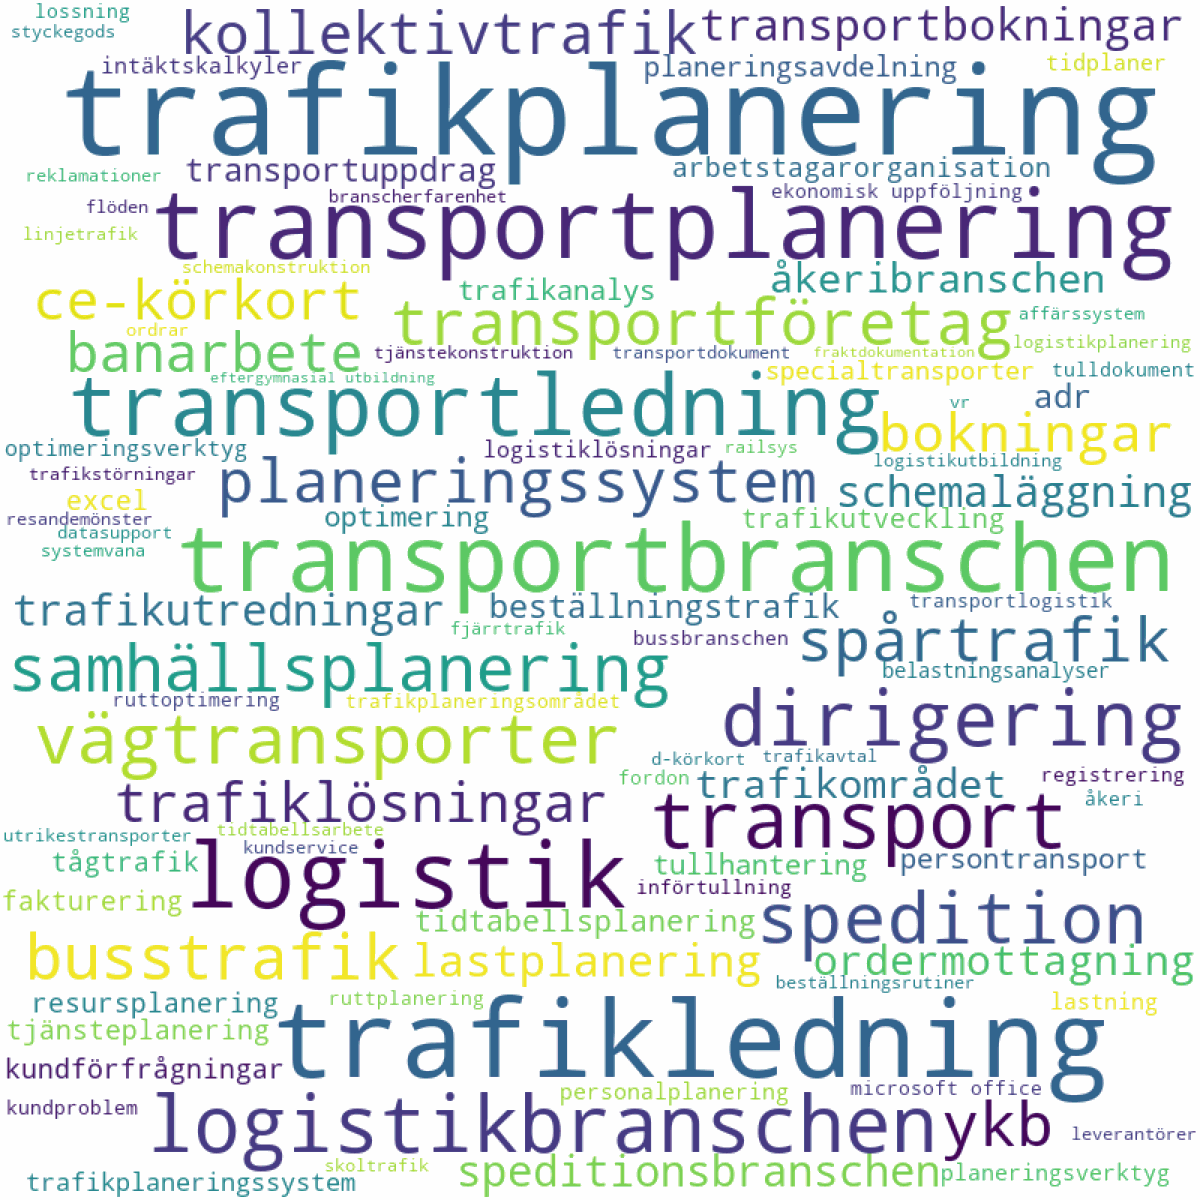 lossning
kollektivtrafik
transportbokningar
styckegods
intäktskalkyler
planeringsavdelning
tidplaner
trafikplanering
reklamationer
transportuppdrag
arbetstagarorganisation
branscherfarenhet
ekonomisk uppföljning
flöden
transportplanering
linjetrafik
schemakonstruktion
åkeribranschen
ce-körkort
trafikanalys
transportföretag
affärssystem
ordrar
logistikplanering
banarbete
tjänstekonstruktion
transportdokument
fraktdokumentation
eftergymnasial utbildning
specialtransporter
tulldokument
transportledning
vr
adr
bokningar
optimeringsverktyg
logistiklösningar
railsys
logistikutbildning
trafikstörningar
planeringssystem
excel
schemaläggning
resandemönster
optimering
trafikutveckling
datasupport
systemvana
transportbranschen
trafikutredningar
beställningstrafik
transportlogistik
fjärrtrafik
bussbranschen
spårtrafik
samhällsplanering
belastningsanalyser
ruttoptimering
trafikplaneringsområdet
dirigering
vägtransporter
d-körkort
trafikavtal
fordon
trafikområdet
registrering
trafiklösningar
transport
åkeri
utrikestransporter
tidtabellsarbete
kundservice
tågtrafik
logistik
tullhantering
persontransport
informtullning
fakturering
tidtabellsplanering
spedition
busstrafik
lastplanering
ordermottagning
beställningsrutiner
resursplanering
ruttplanering
lastning
tjänsteplanering
trafikledning
kundförfrågningar
personalplanering
microsoft office
kundproblem
logistikbranschen
ykb
leverantörer
skoltrafik
speditionsbranschen
planeringsverktyg
trafikplaneringssystem